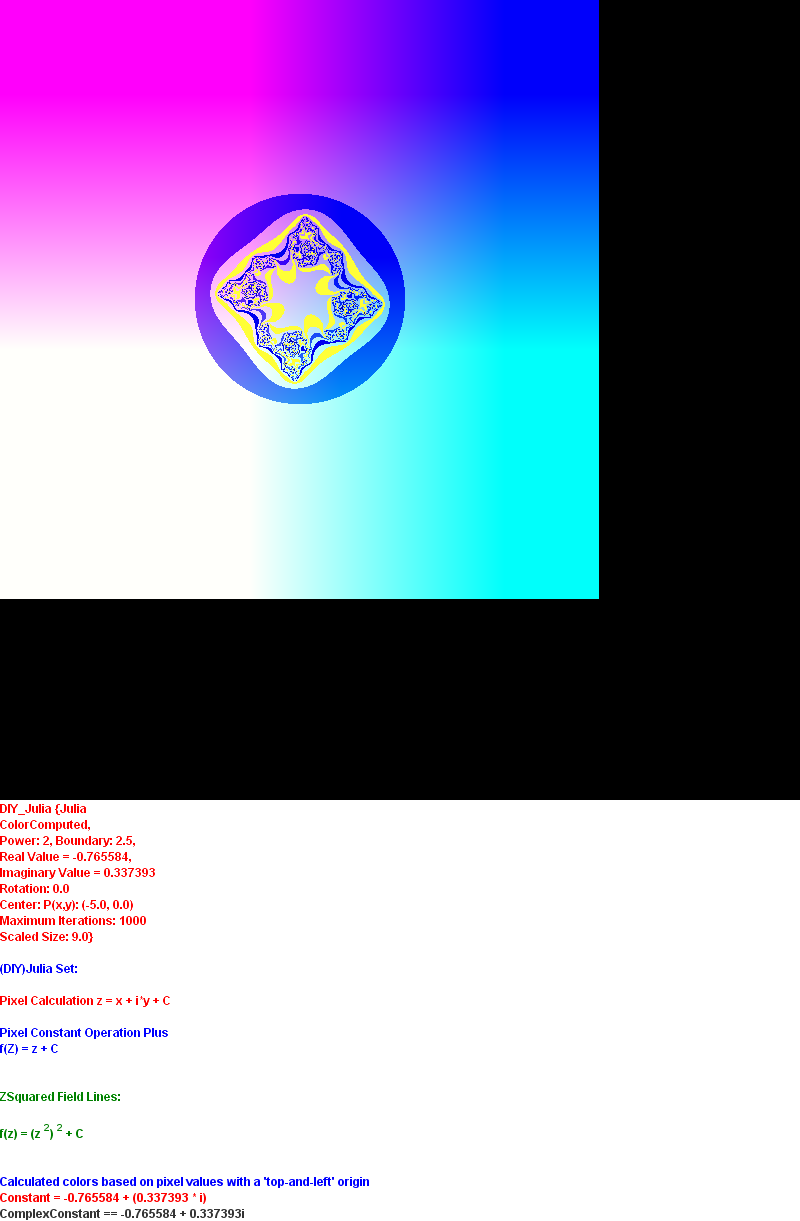 DIY_Julia {Julia
ColorComputed,
Power: 2, Boundary: 2.5,
Real Value = -0.765584,
Imaginary Value = 0.337393
Rotation: 0.0
Center: P(x,y): (-5.0, 0.0)
Maximum Iterations: 1000
Scaled Size: 9.0}
(DIY)Julia Set:
Pixel Calculation z = x + i*y + C
Pixel Constant Operation Plus
f(Z) = z + C
ZSquared Field Lines:
f(z) = (z ²) ² + C
Calculated colors based on pixel values with a 'top-and-left' origin
Constant = -0.765584 + (0.337393 * i)
ComplexConstant == -0.765584 + 0.337393i